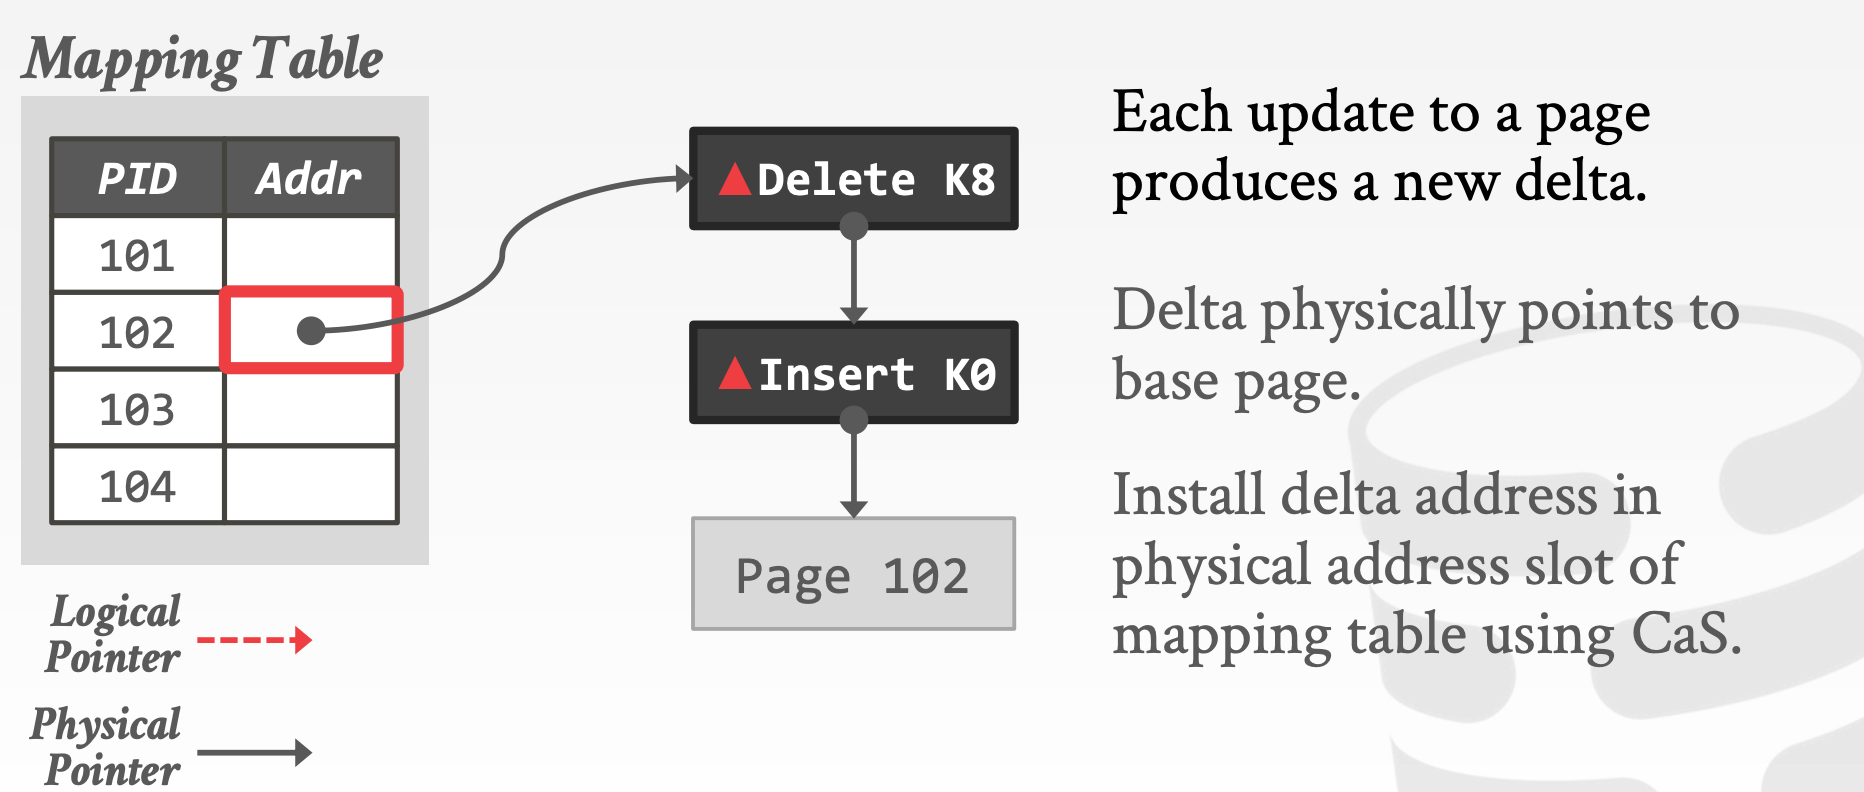 Mapping Table
PID Addr
101
102
103
104
Logical
Pointer
Physical
Pointer
▲Delete K8
▲Insert K0
Page 102
Each update to a page
produces a new delta.
Delta physically points to
base page.
Install delta address in
physical address slot of
mapping table using CaS.